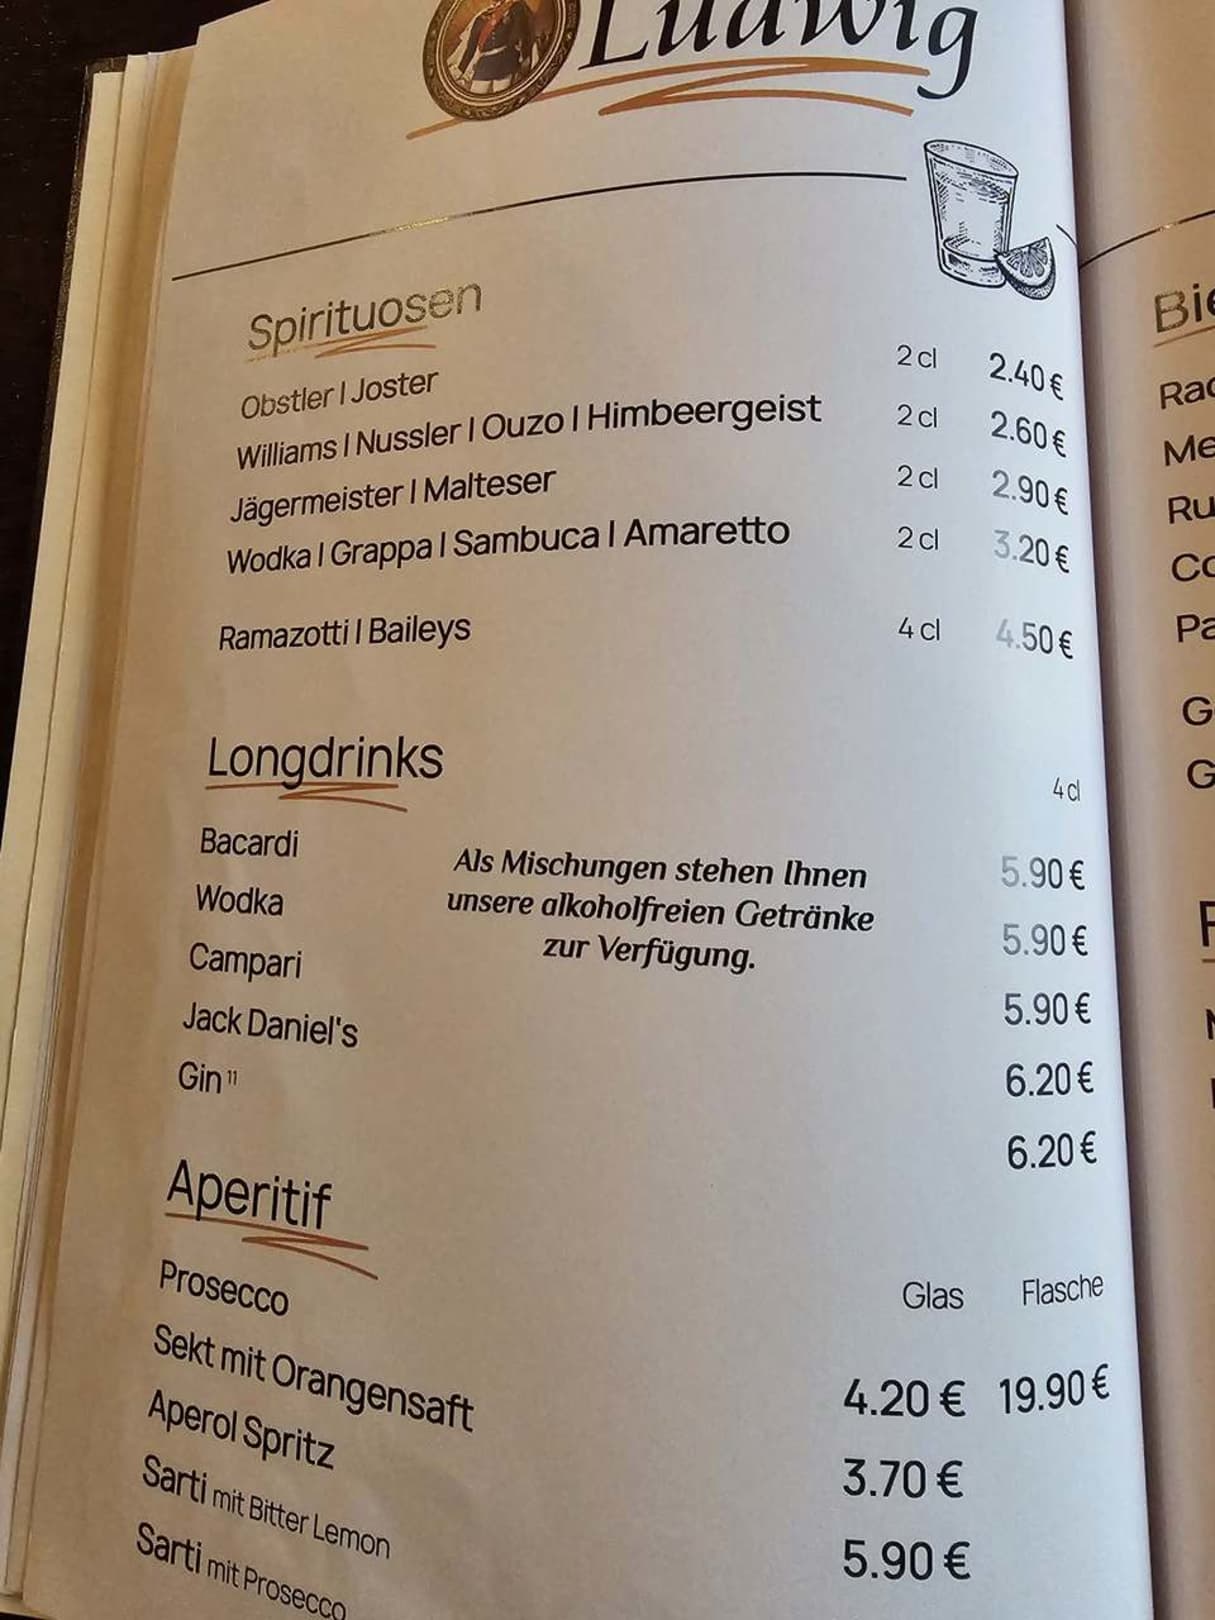 Ludwig
Spirituosen
Obstler | Joster 2 cl 2.40 €
Williams | Nussler | Ouzo | Himbeergeist 2 cl 2.60 €
Jägermeister | Malteser 2 cl 2.90 €
Wodka | Grappa | Sambuca | Amaretto 2 cl 3.20 €
Ramazotti | Baileys 4 cl 4.50 €
Longdrinks
4 cl
Bacardi 5.90 €
Wodka 5.90 €
Campari 5.90 €
Jack Daniel's 6.20 €
Gin 11 6.20 €
Als Mischungen stehen Ihnen
unsere alkoholfreien Getränke
zur Verfügung.
Aperitif
Glas Flasche
Prosecco 4.20 € 19.90 €
Sekt mit Orangensaft 3.70 €
Aperol Spritz 5.90 €
Sarti mit Bitter Lemon
Sarti mit Prosecco